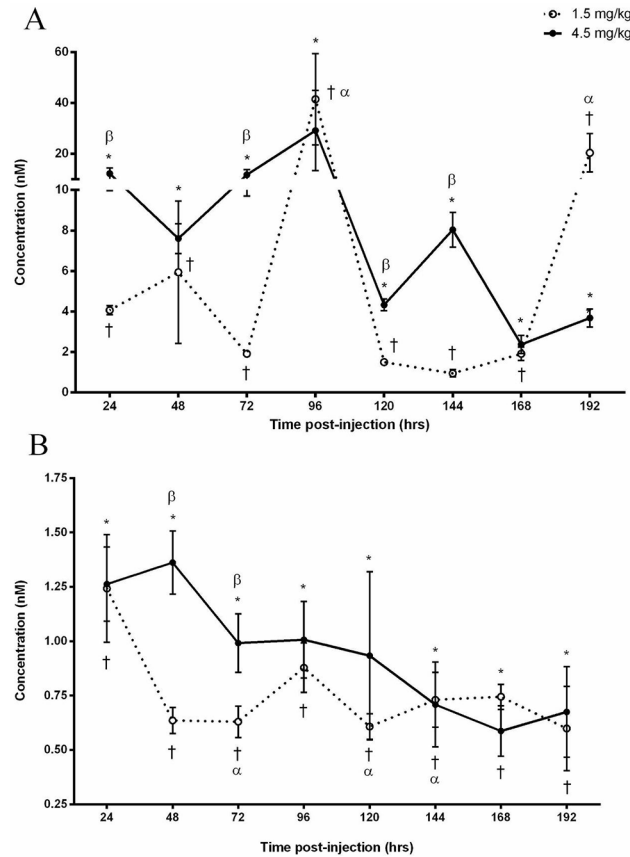 A
1.5 mg/kg
4.5 mg/kg
60
40
20
10
8
6
4
2
0
Concentration (nM)
β
*
†
*
†
β
*
†
*
† α
β
*
†
β
*
†
*
†
α
†
*
24 48 72 96 120 144 168 192
Time post-injection (hrs)
B
1.75
1.50
1.25
1.00
0.75
0.50
0.25
Concentration (nM)
*
†
β
*
†
β
*
†
α
*
†
*
†
α
*
†
α
*
†
*
†
24 48 72 96 120 144 168 192
Time post-injection (hrs)